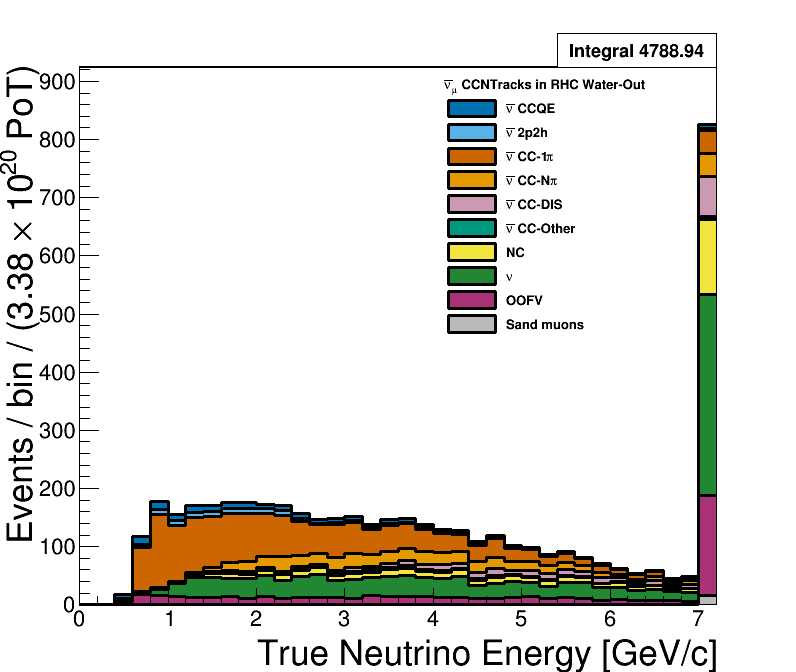 Integral 4788.94
Events / bin / (3.38 × 10²⁰ PoT)
900
800
700
600
500
400
300
200
100
0
ν̅μ CCNTracks in RHC Water-Out
ν̅ CCQE
ν̅ 2p2h
ν̅ CC-1π
ν̅ CC-Nπ
ν̅ CC-DIS
ν̅ CC-Other
NC
ν
OOFV
Sand muons
0 1 2 3 4 5 6 7
True Neutrino Energy [GeV/c]